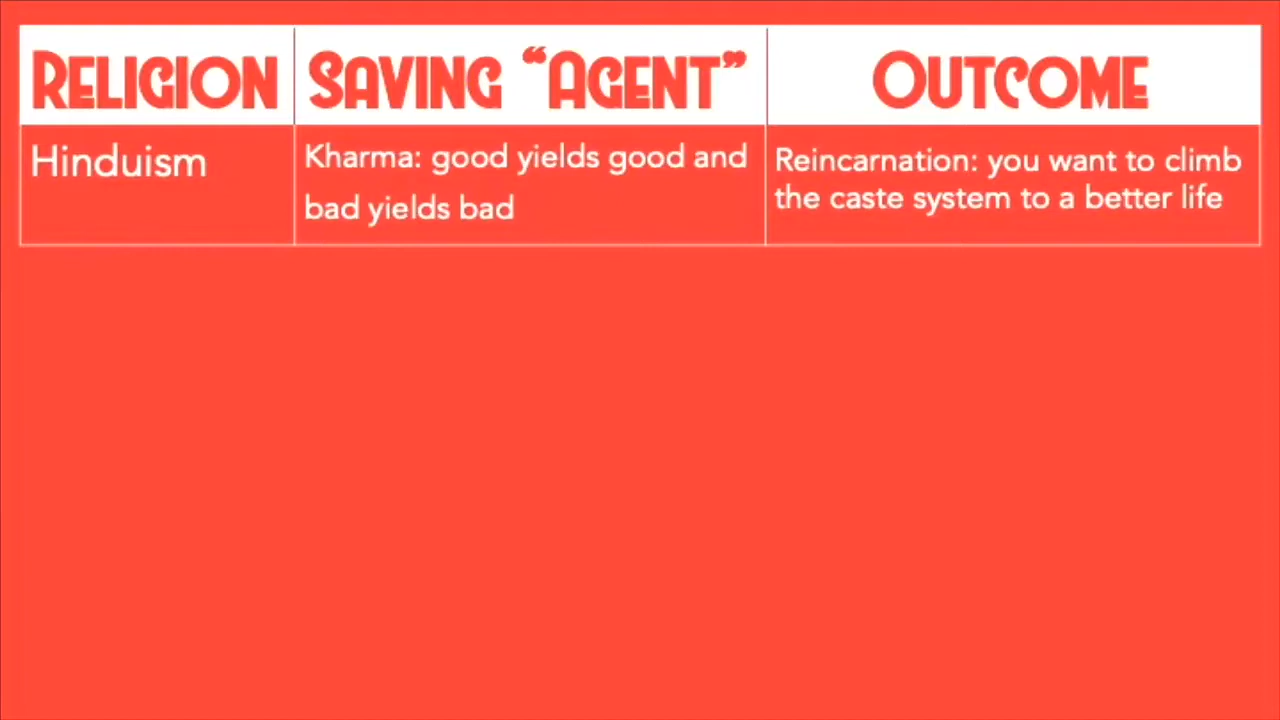 RELIGION SAVING “AGENT” OUTCOME
Hinduism
Kharma: good yields good and
bad yields bad
Reincarnation: you want to climb
the caste system to a better life